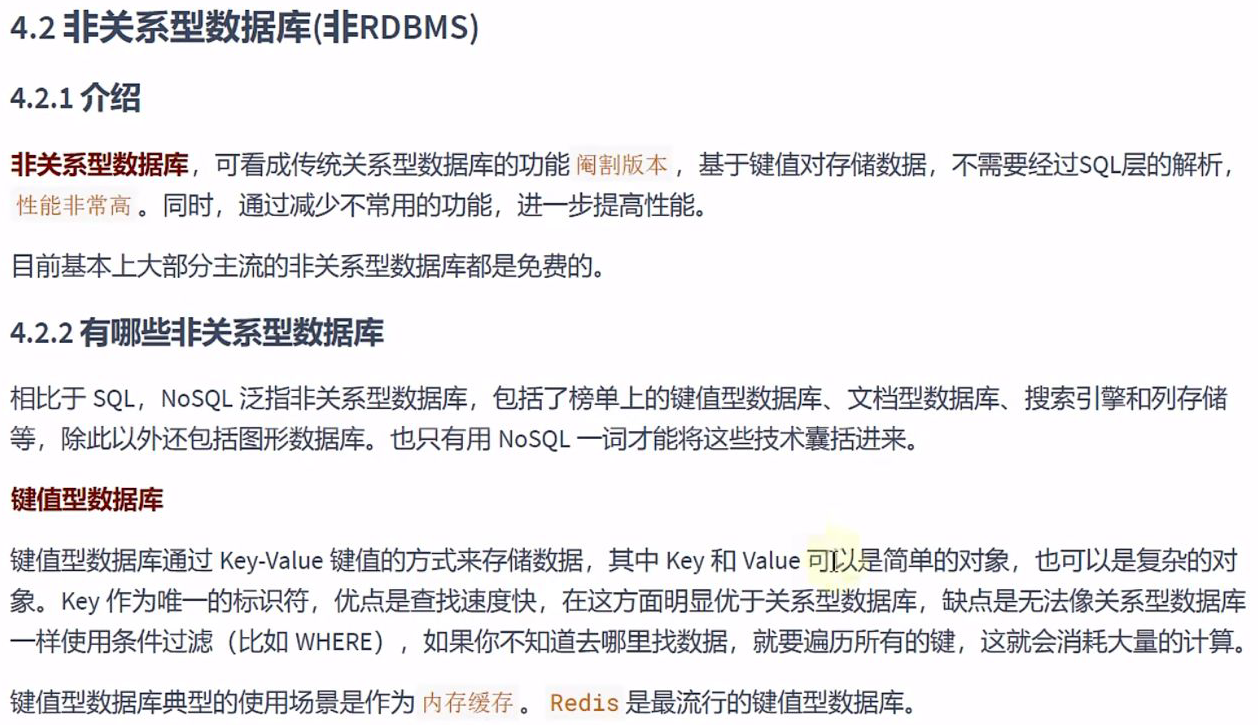 4.2 非关系型数据库(非RDBMS)
4.2.1 介绍
非关系型数据库，可看成传统关系型数据库的功能 阉割版本 ，基于键值对存储数据，不需要经过SQL层的解析，
性能非常高 。同时，通过减少不常用的功能，进一步提高性能。
目前基本上大部分主流的非关系型数据库都是免费的。
4.2.2 有哪些非关系型数据库
相比于 SQL，NoSQL 泛指非关系型数据库，包括了榜单上的键值型数据库、文档型数据库、搜索引擎和列存储
等，除此以外还包括图形数据库。也只有用 NoSQL 一词才能将这些技术囊括进来。
键值型数据库
键值型数据库通过 Key-Value 键值的方式来存储数据，其中 Key 和 Value 可以是简单的对象，也可以是复杂的对
象。Key 作为唯一的标识符，优点是查找速度快，在这方面明显优于关系型数据库，缺点是无法像关系型数据库
一样使用条件过滤（比如 WHERE），如果你不知道去哪里找数据，就要遍历所有的键，这就会消耗大量的计算。
键值型数据库典型的使用场景是作为 内存缓存 。 Redis 是最流行的键值型数据库。